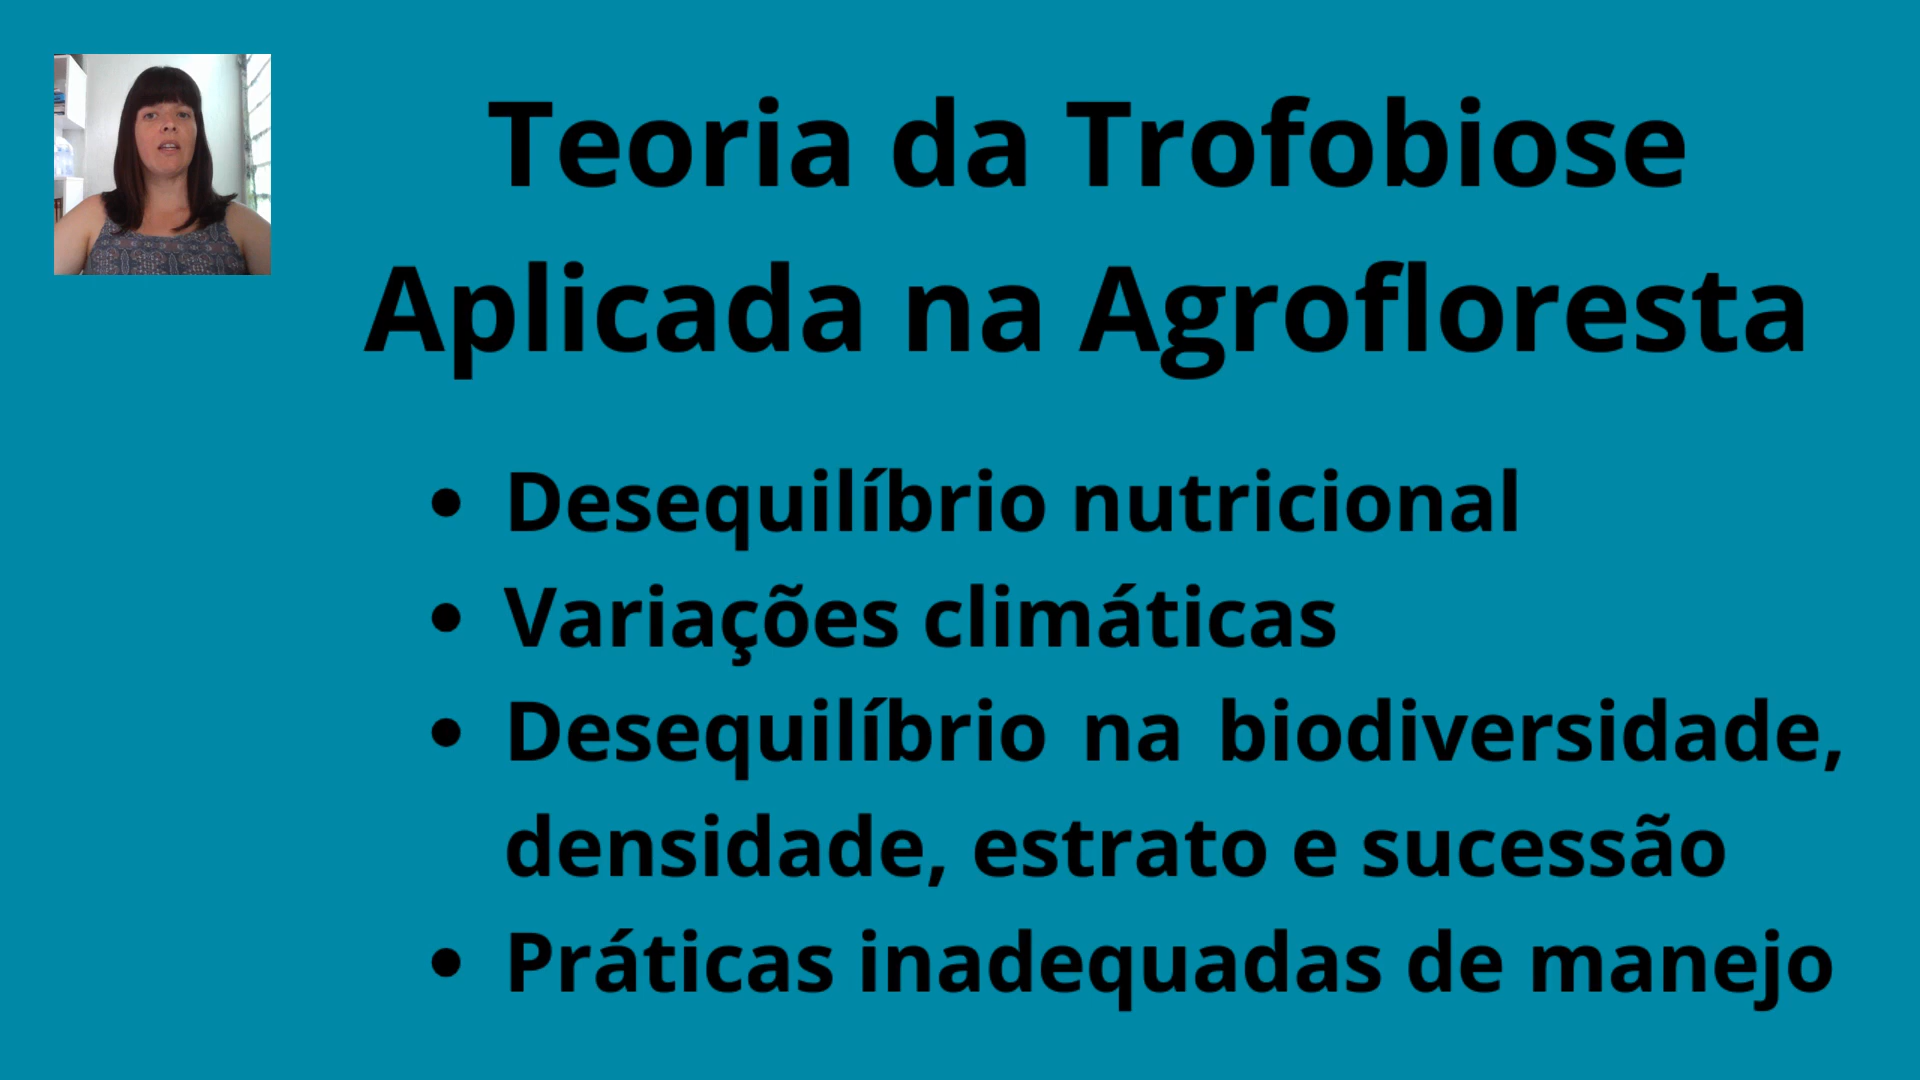 Teoria da Trofobiose
Aplicada na Agrofloresta
• Desequilíbrio nutricional
• Variações climáticas
• Desequilíbrio na biodiversidade,
densidade, estrato e sucessão
• Práticas inadequadas de manejo